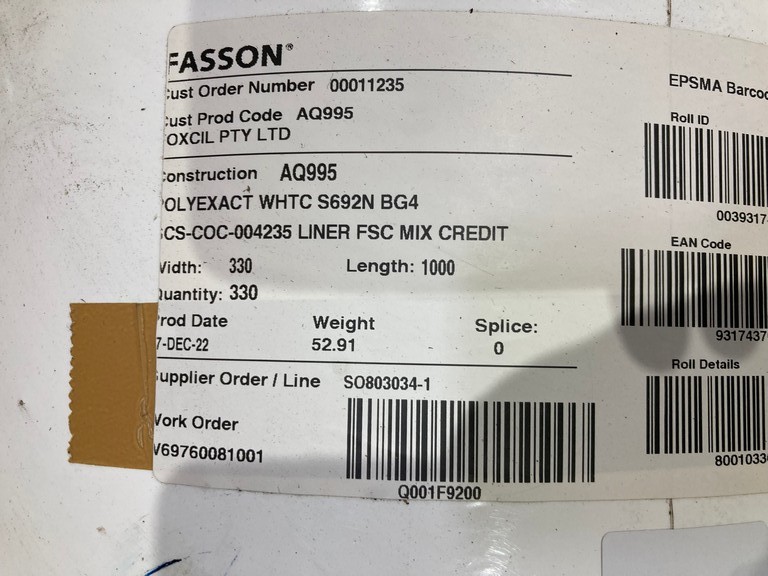 FASSON®
Cust Order Number 00011235
Cust Prod Code AQ995
OXCIL PTY LTD
Construction AQ995
POLYEXACT WHTC S692N BG4
SCS-COC-004235 LINER FSC MIX CREDIT
Width: 330 Length: 1000
Quantity: 330
Prod Date Weight Splice:
7-DEC-22 52.91 0
Supplier Order / Line SO803034-1
Work Order
W69760081001
Q001F9200
EPSMA Barcod
Roll ID
0039317
EAN Code
9317437
Roll Details
8001033